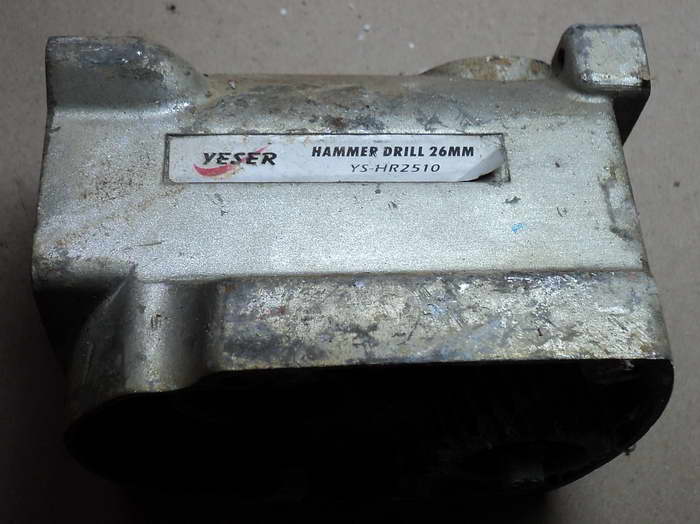 YESER
HAMMER DRILL 26MM
YS-HR2510